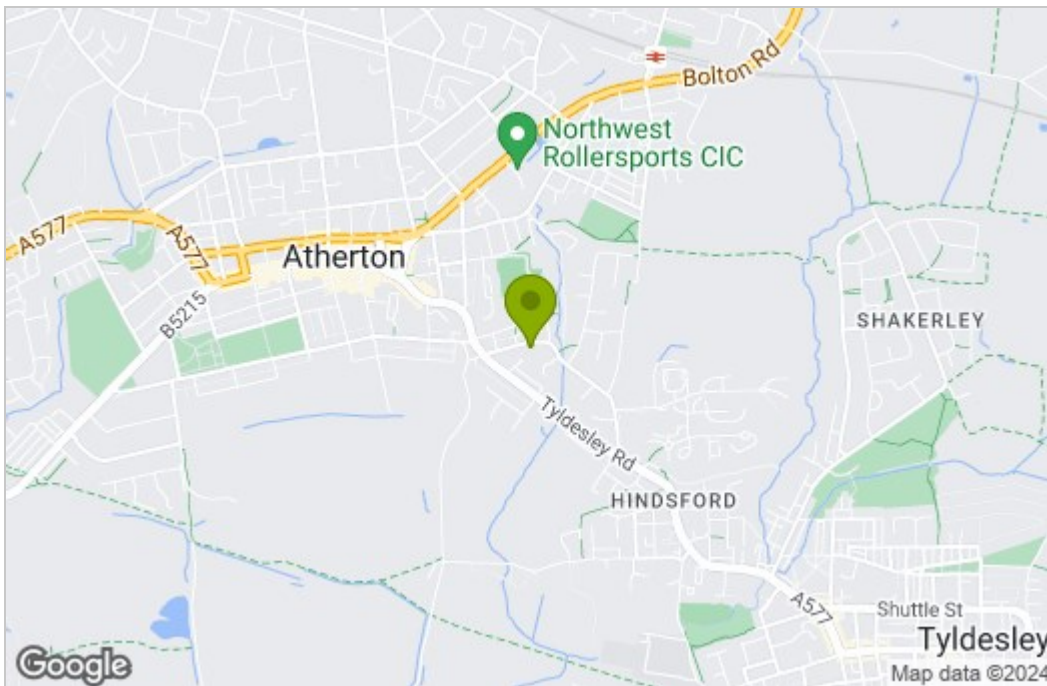 Bolton Rd
Northwest
Rollersports CIC
A577
A577
Atherton
B5215
SHAKERLEY
Tyldesley Rd
HINDSFORD
A577
Shuttle St
Tyldesley
Google
Map data ©2024